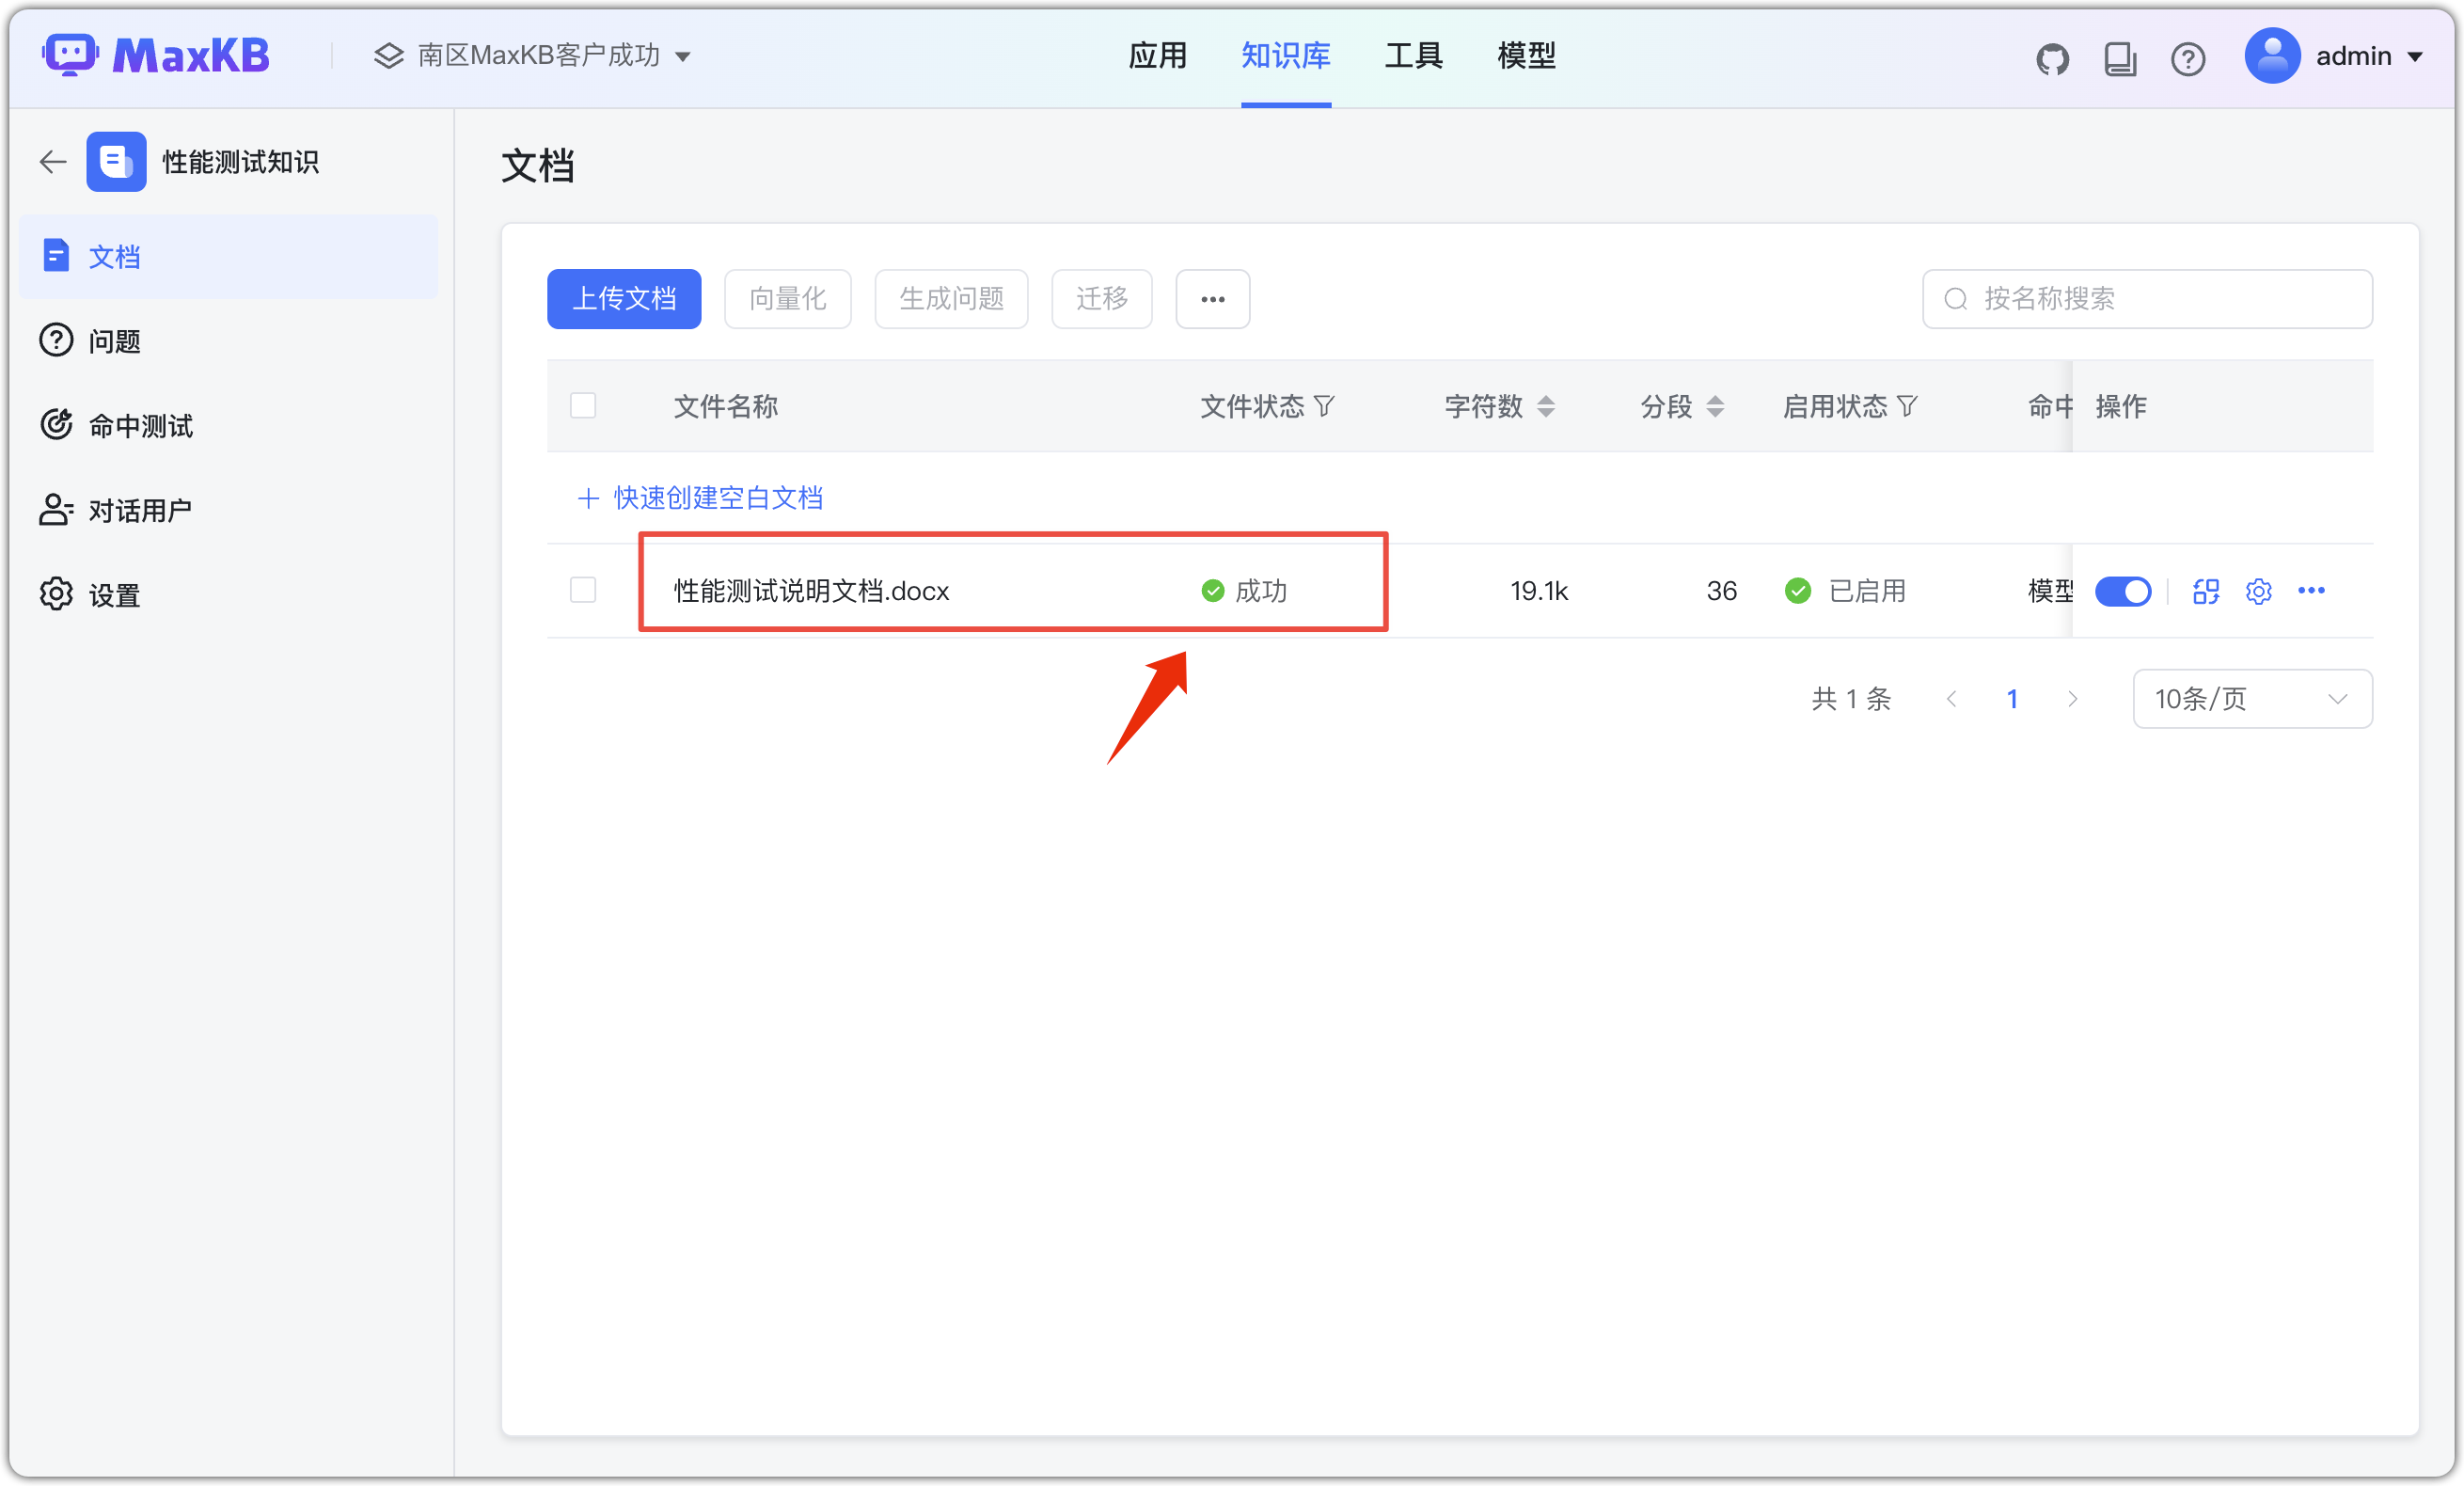 MaxKB
南区MaxKB客户成功
应用 知识库 工具 模型
admin
性能测试知识
文档
问题
命中测试
对话用户
设置
文档
上传文档 向量化 生成问题 迁移
按名称搜索
文件名称 文件状态 字符数 分段 启用状态 命中 操作
快速创建空白文档
性能测试说明文档.docx 成功 19.1k 36 已启用 模型
共 1 条 1 10条/页